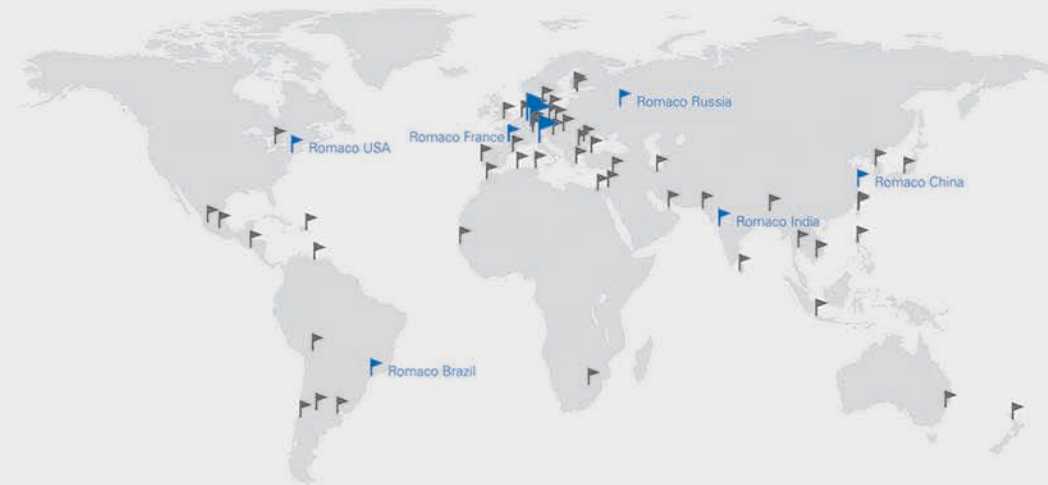 Romaco Russia
Romaco France
Romaco USA
Romaco China
Romaco India
Romaco Brazil